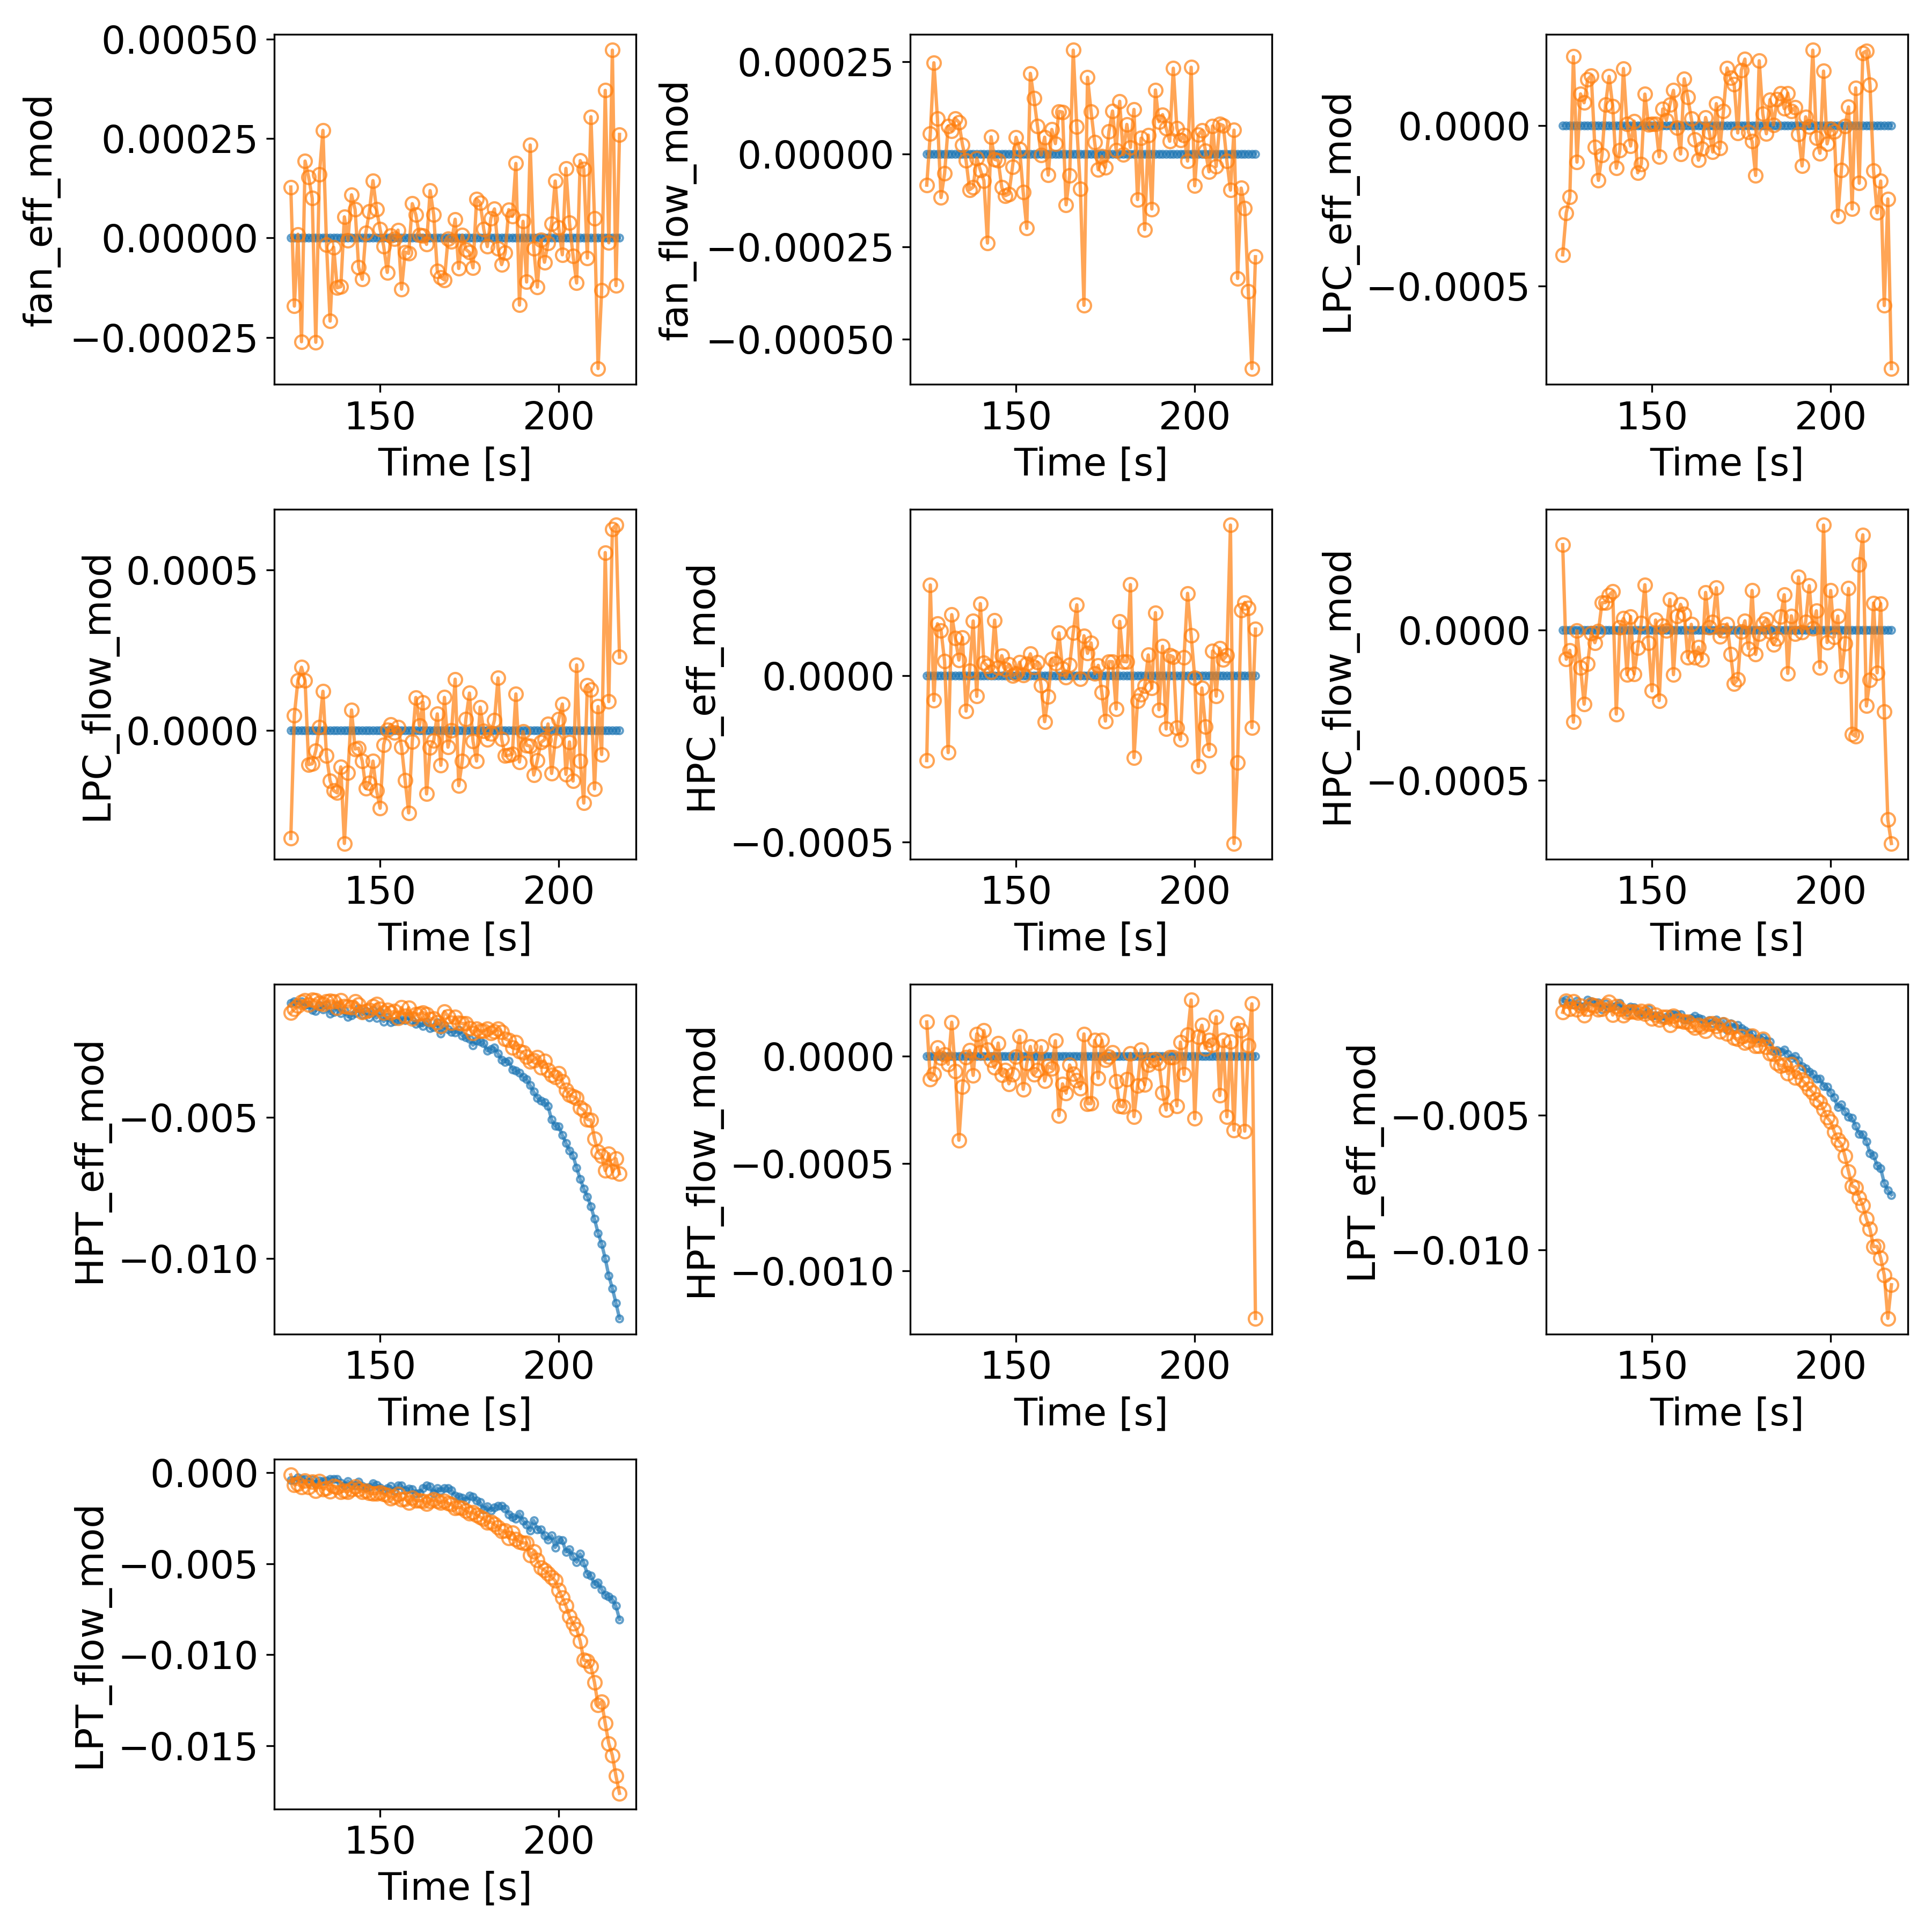 fan_eff_mod
0.00050
0.00025
0.00000
−0.00025
150 200
Time [s]
fan_flow_mod
0.00025
0.00000
−0.00025
−0.00050
150 200
Time [s]
LPC_eff_mod
0.0000
−0.0005
150 200
Time [s]
LPC_flow_mod
0.0005
0.0000
150 200
Time [s]
HPC_eff_mod
0.0000
−0.0005
150 200
Time [s]
HPC_flow_mod
0.0000
−0.0005
150 200
Time [s]
HPT_eff_mod
−0.005
−0.010
150 200
Time [s]
HPT_flow_mod
0.0000
−0.0005
−0.0010
150 200
Time [s]
LPT_eff_mod
−0.005
−0.010
150 200
Time [s]
LPT_flow_mod
0.000
−0.005
−0.010
−0.015
150 200
Time [s]